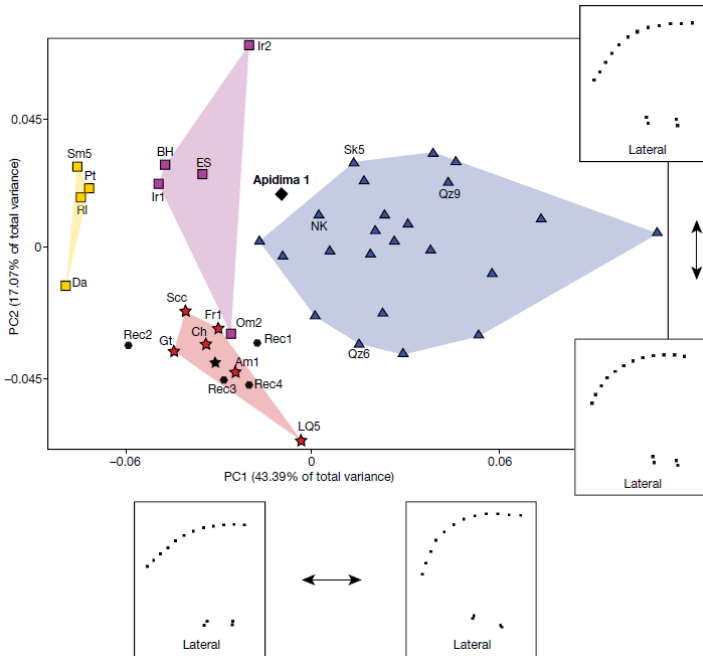 Ir2
Lateral
0.045
Sm5
BH
ES
Sk5
Pt
Apidima 1
Rl
Ir1
Qz9
NK
0
Da
Scc
Fr1
Om2
Rec2
Gt
Ch
Rec1
Qz6
Am1
Rec3
Rec4
-0.045
LQ5
Lateral
-0.06
0
0.06
PC1 (43.39% of total variance)
PC2 (17.07% of total variance)
Lateral
Lateral